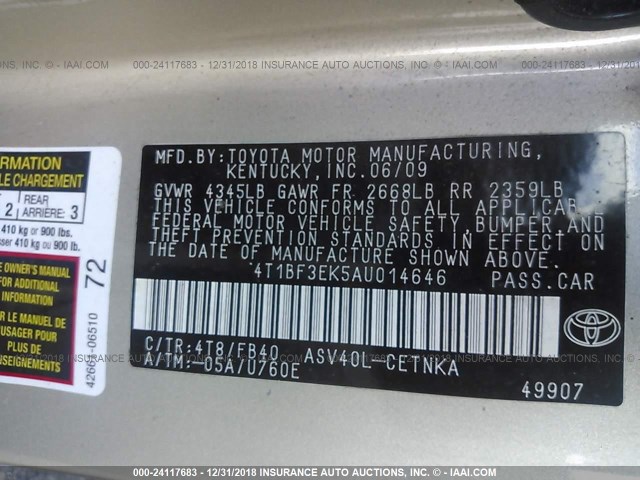 000-24117683 - 12/31/2018 INSURANCE AUTO AUCTIONS, INC. - ©IAAI.COM
MFD.BY: TOYOTA MOTOR MANUFACTURING,
KENTUCKY, INC. 06/09
GVWR 4345LB GAWR FR 2668LB RR 2359LB
THIS VEHICLE CONFORMS TO ALL APPLICABLE
FEDERAL MOTOR VEHICLE SAFETY, BUMPER, AND
THEFT PREVENTION STANDARDS IN EFFECT ON
THE DATE OF MANUFACTURE SHOWN ABOVE.
4T1BF3EK5AU014646 PASS.CAR
C/TR:4T8/FB40 ASV40L-CETNKA
A/TM:-05A/U760E
49907
TOYOTA
ORMATION
LE CHARGEMENT
2 REAR
ARRIÈRE: 3
410 kg or 900 lbs.
sser 410 kg ou 900 lb.
E OWNER'S MANUAL
FOR ADDITIONAL
INFORMATION
R LE MANUEL
'USAGER POUR
PLUS DE
SEIGNEMENTS
72
06510
000-24117683 - 12/31/2018 INSURANCE AUTO AUCTIONS, INC. - ©IAAI.COM